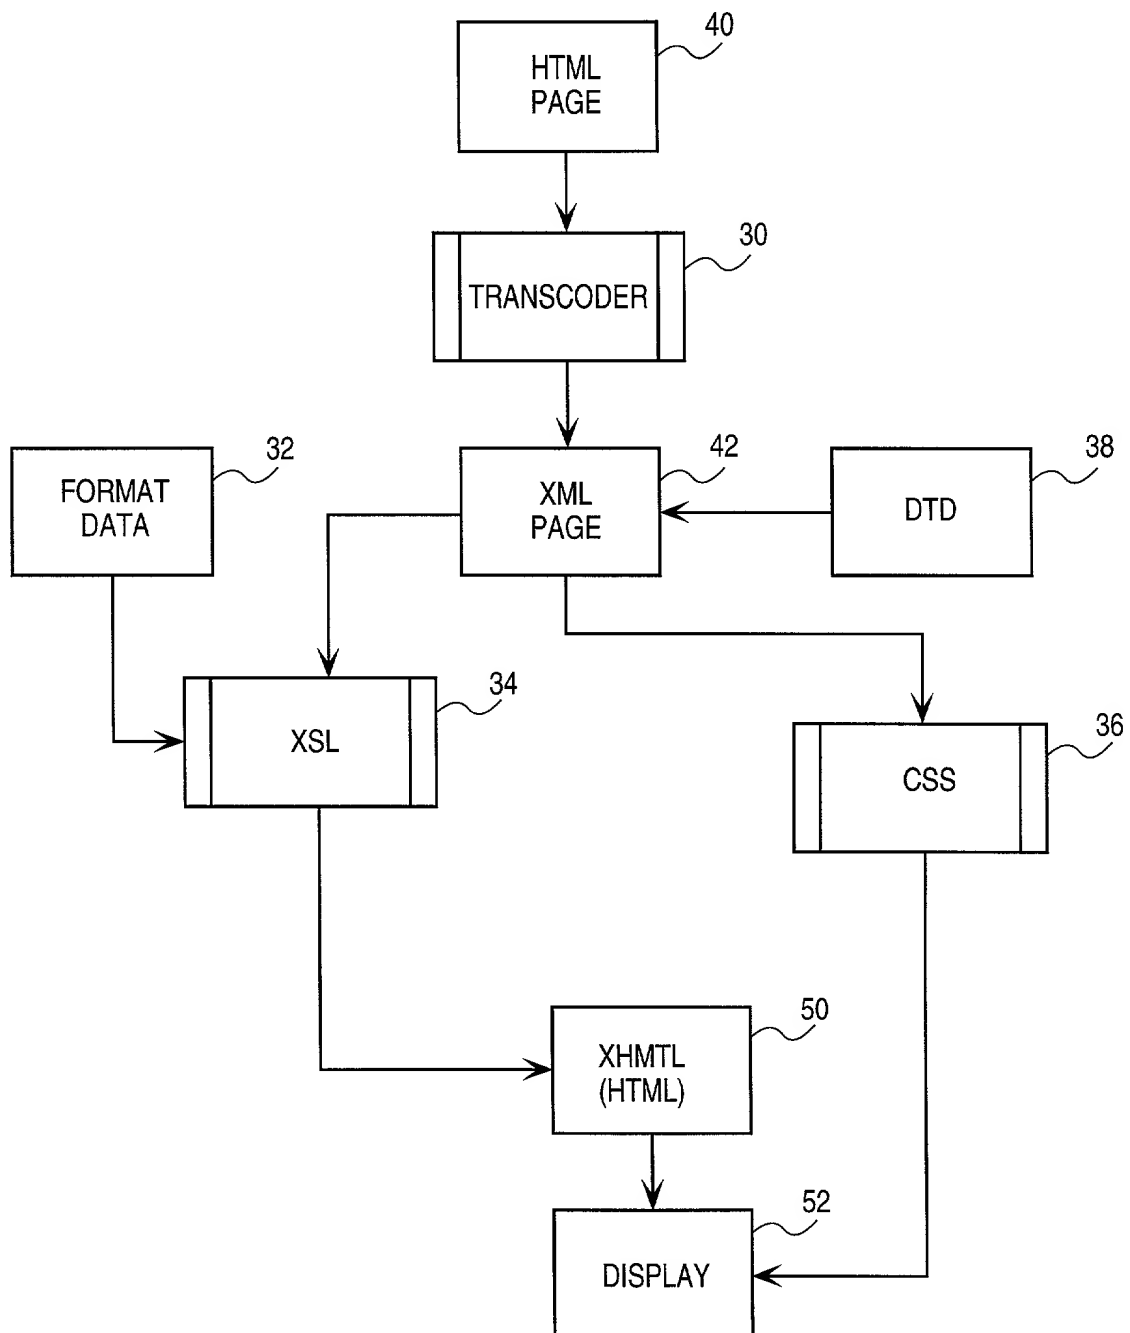 40
HTML
PAGE
30
TRANSCODER
32
FORMAT
DATA
42
XML
PAGE
38
DTD
34
XSL
36
CSS
50
XHMTL
(HTML)
52
DISPLAY